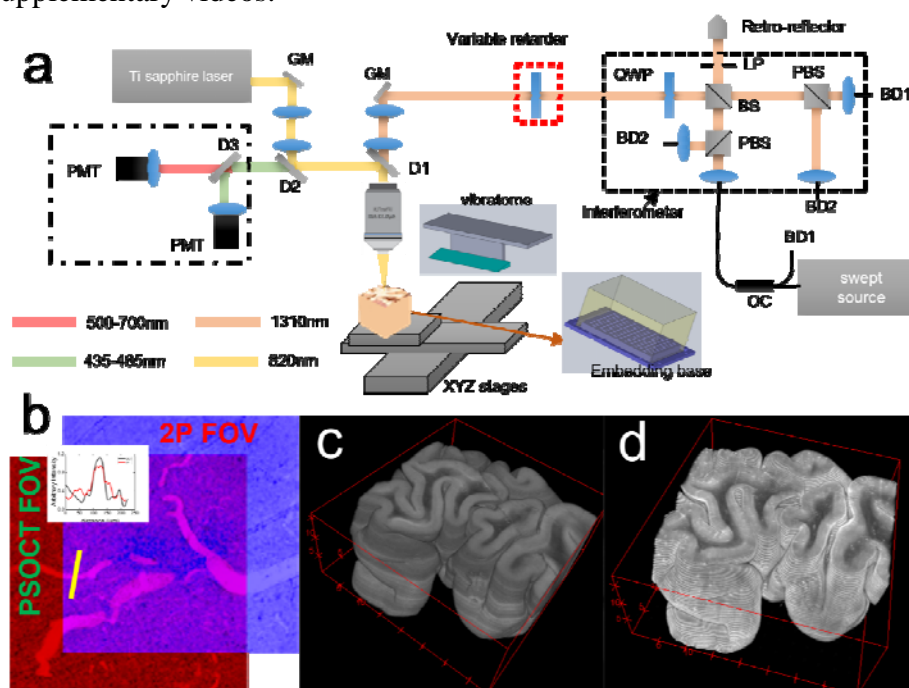 supplementary videos.
a
Ti sapphire laser
GM
GM
Variable retarder
Retro-reflector
LP
QWP
PBS
BS
BD1
BD2
PBS
BD2
Interferometer
BD1
OC
swept
source
PMT
D3
D2
D1
PMT
vibratome
Embedding base
XYZ stages
500-700nm
1310nm
435-485nm
820nm
b
2P FOV
PSOCT FOV
c
d